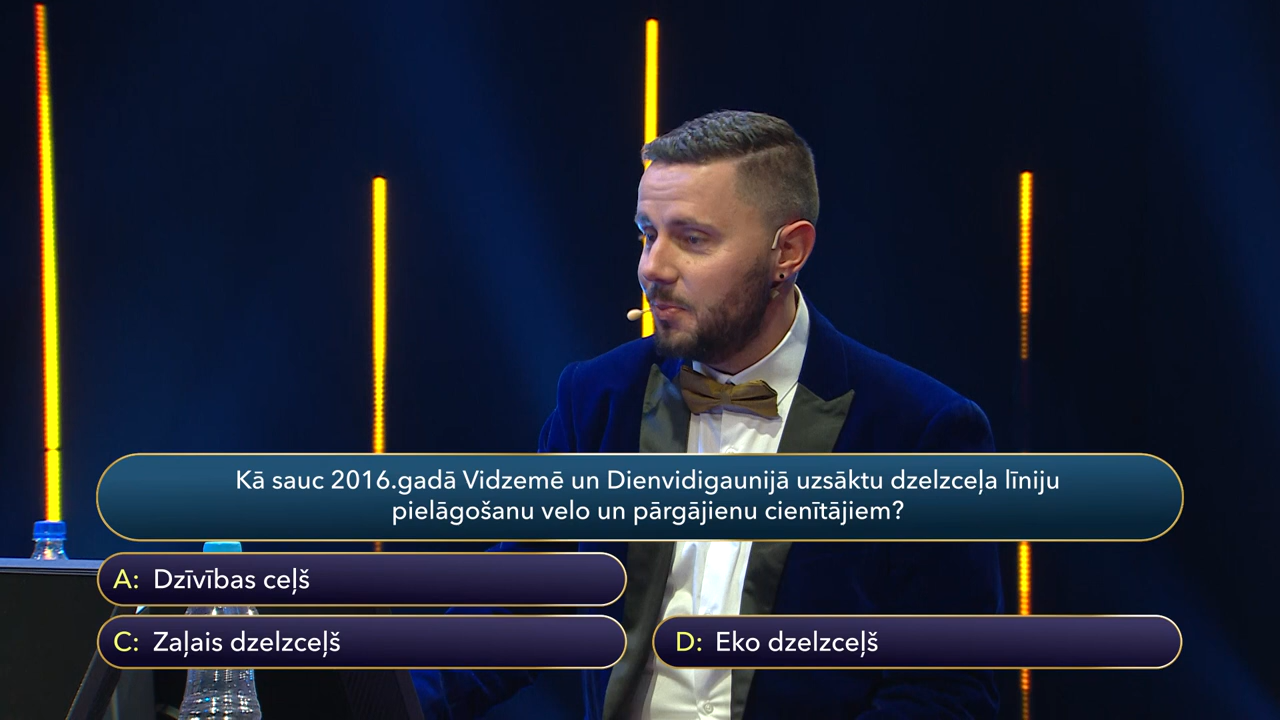 Kā sauc 2016.gadā Vidzemē un Dienvidigaunijā uzsāktu dzelzceļa līniju
pielāgošanu velo un pārgājienu cienītājiem?
A: Dzīvības ceļš
C: Zaļais dzelzceļš
D: Eko dzelzceļš